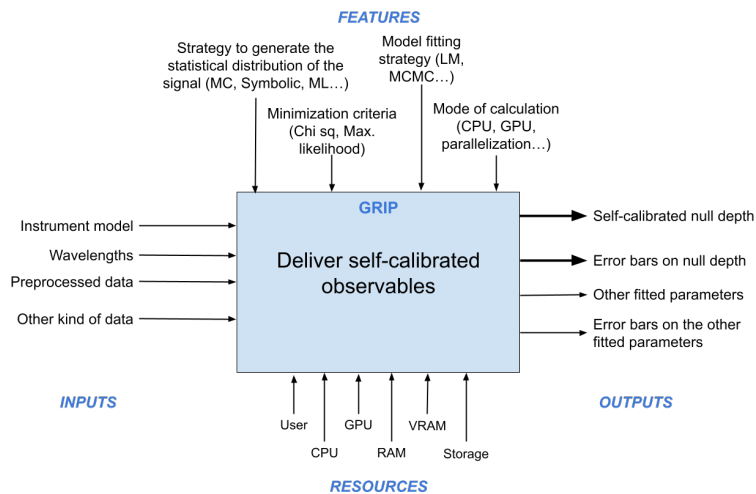 FEATURES
Strategy to generate the
statistical distribution of the
signal (MC, Symbolic, ML...)
Model fitting
strategy (LM,
MCMC...)
Minimization criteria
(Chi sq, Max.
likelihood)
Mode of calculation
(CPU, GPU,
parallelization...)
GRIP
Deliver self-calibrated
observables
Instrument model
Wavelengths
Preprocessed data
Other kind of data
Self-calibrated null depth
Error bars on null depth
Other fitted parameters
Error bars on the other
fitted parameters
INPUTS
OUTPUTS
User
CPU
GPU
RAM
VRAM
Storage
RESOURCES